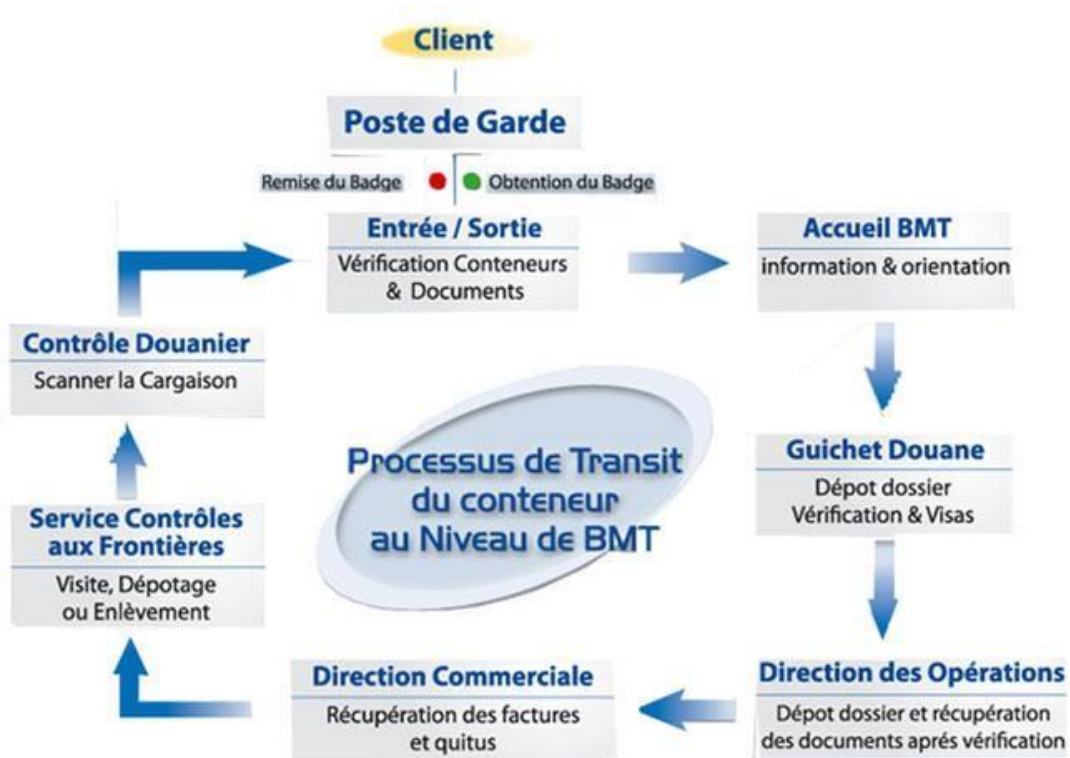 Client
Poste de Garde
Remise du Badge
Obtention du Badge
Entrée / Sortie
Vérification Conteneurs
& Documents
Accueil BMT
information & orientation
Guichet Douane
Dépot dossier
Vérification & Visas
Direction des Opérations
Dépot dossier et récupération
des documents aprés vérification
Direction Commerciale
Récupération des factures
et quitus
Service Contrôles
aux Frontières
Visite, Dépotage
ou Enlèvement
Contrôle Douanier
Scanner la Cargaison
Processus de Transit
du conteneur
au Niveau de BMT